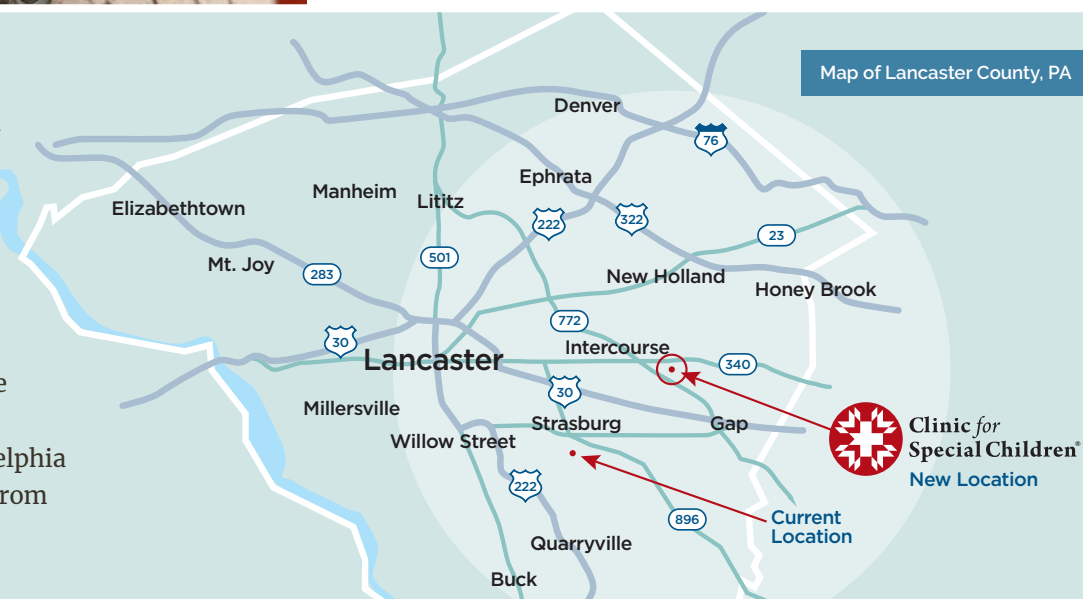 Map of Lancaster County, PA
Denver
76
Ephrata
Manheim
Lititz
Elizabethtown
222
322
23
501
Mt. Joy
283
New Holland
Honey Brook
772
30
Intercourse
Lancaster
340
30
e
Millersville
Strasburg
Gap
Willow Street
Clinic for
Special Children®
New Location
elphia
rom
222
896
Current
Location
Quarryville
Buck